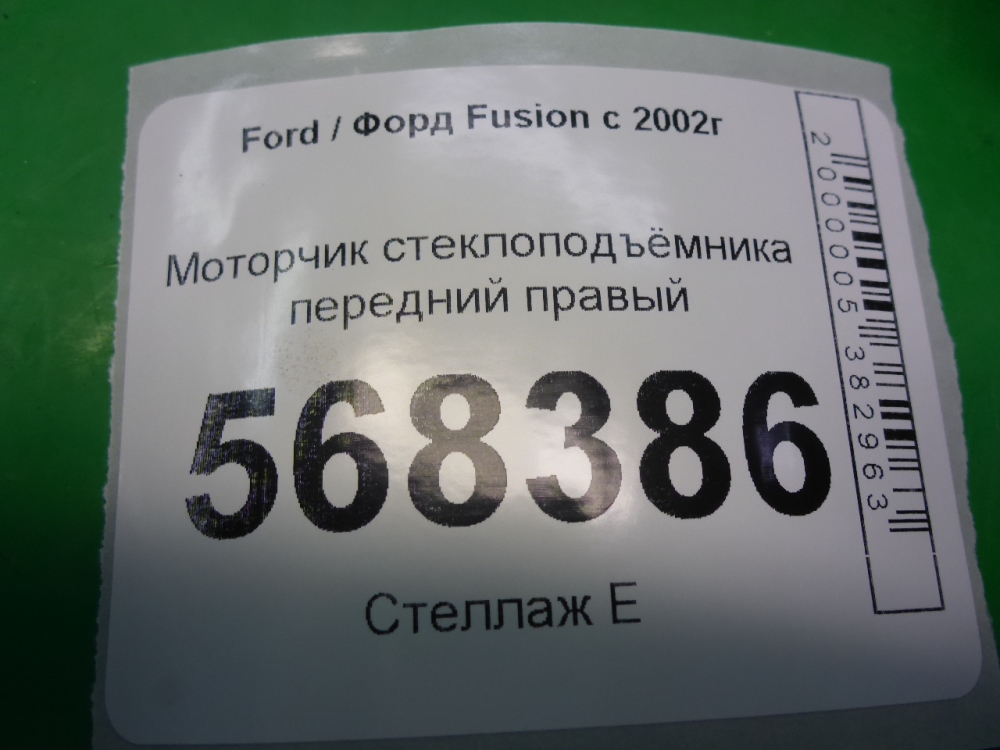 Ford / Форд Fusion с 2002г
Моторчик стеклоподъёмника
передний правый
568386
Стеллаж Е
2000005382963